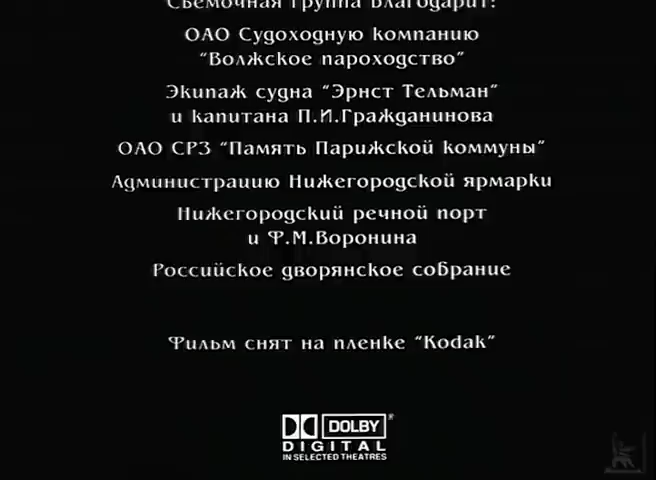 Съемочная группа благодарит:
ОАО Судоходную компанию
"Волжское пароходство"
Экипаж судна "Эрнст Тельман"
и капитана П.И.Гражданинова
ОАО СРЗ "Память Парижской коммуны"
Администрацию Нижегородской ярмарки
Нижегородский речной порт
и Ф.М.Воронина
Российское дворянское собрание
Фильм снят на пленке "Kodak"
DOLBY
DIGITAL
IN SELECTED THEATRES